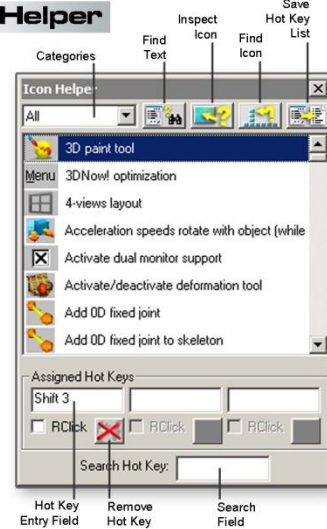 Helper
Save
Hot Key
List
Inspect
Icon
Find
Icon
Find
Text
Categories
Icon Helper
All
3D paint tool
Menu 3DNow! optimization
4-views layout
Acceleration speeds rotate with object (while
Activate dual monitor support
Activate/deactivate deformation tool
Add 0D fixed joint
Add 0D fixed joint to skeleton
Assigned Hot Keys
Shift 3
RClick RClick RClick
Search Hot Key:
Hot Key
Entry Field
Remove
Hot Key
Search
Field